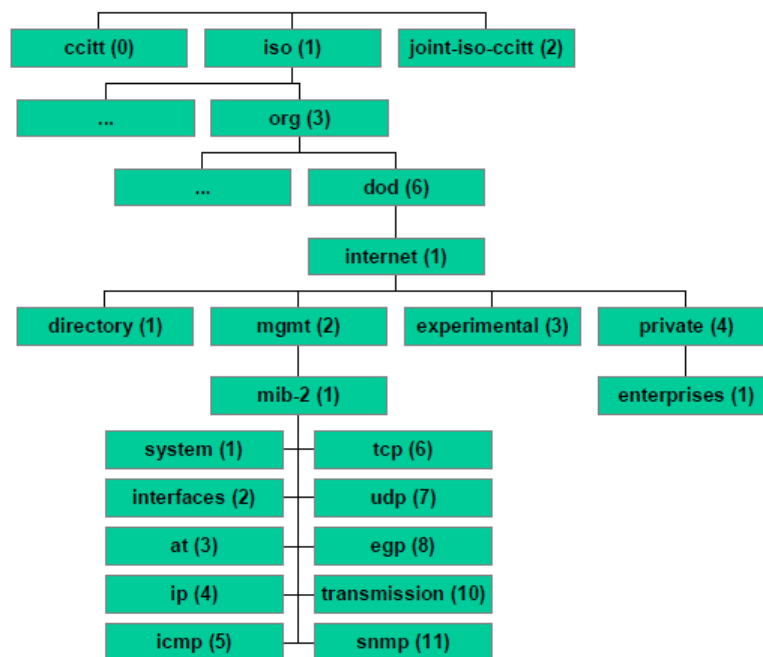 ccitt (0)
iso (1)
joint-iso-ccitt (2)
...
org (3)
...
dod (6)
internet (1)
directory (1)
mgmt (2)
experimental (3)
private (4)
mib-2 (1)
enterprises (1)
system (1)
tcp (6)
interfaces (2)
udp (7)
at (3)
egp (8)
ip (4)
transmission (10)
icmp (5)
snmp (11)